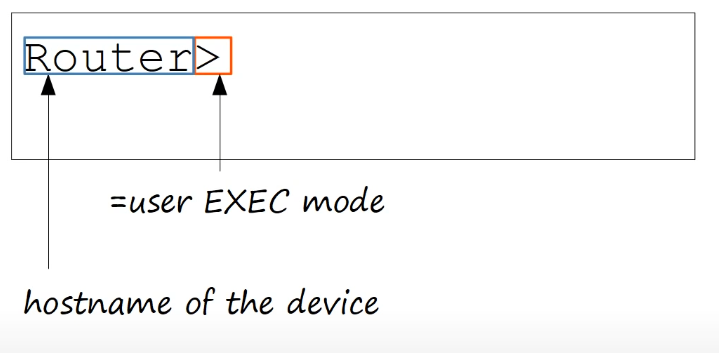 Router>
=user EXEC mode
hostname of the device